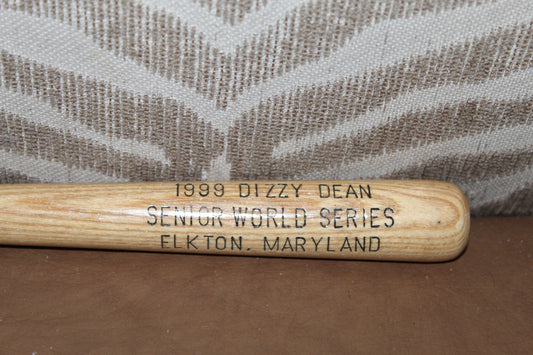 1999 DIZZY DEAN
SENIOR WORLD SERIES
ELKTON, MARYLAND